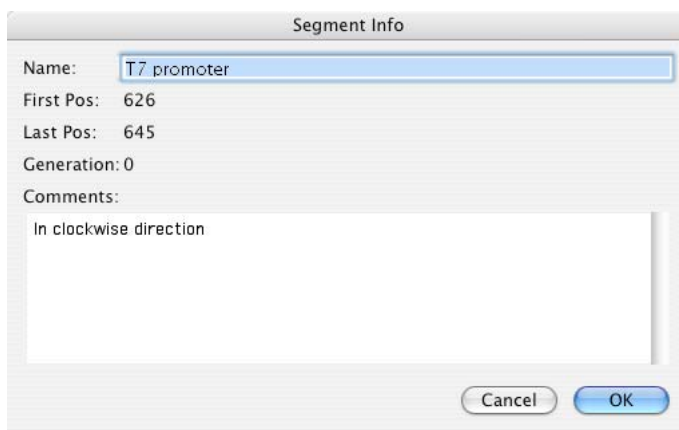 Segment Info
Name: T7 promoter
First Pos: 626
Last Pos: 645
Generation: 0
Comments:
In clockwise direction
Cancel OK